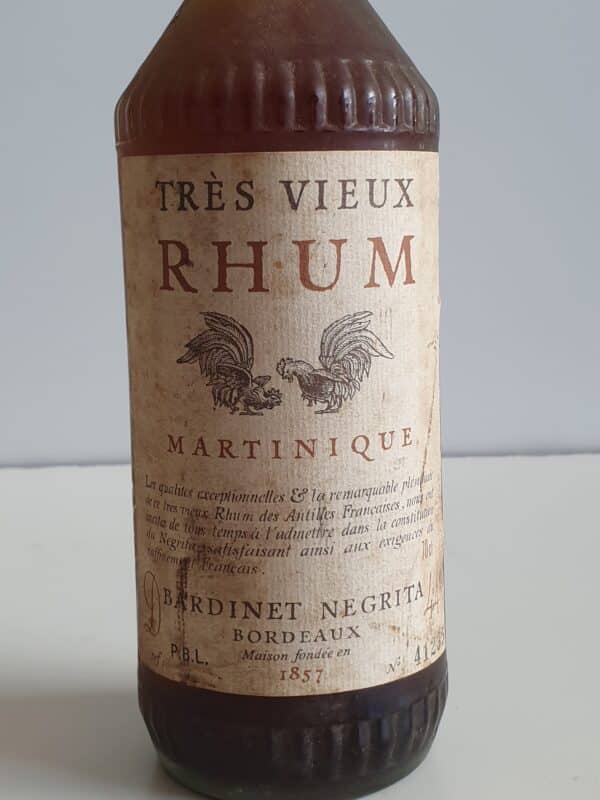 TRÈS VIEUX
RHUM
MARTINIQUE
Les qualités exceptionnelles & la remarquable plénitude
de ce très vieux Rhum des Antilles Françaises, nous ont
incité de tous temps à l'admettre dans la constitution
du Negrita satisfaisant ainsi aux exigences du
raffinement Français.
70cl
BARDINET NEGRITA
BORDEAUX
P.B.L.
Maison fondée en
1857
N°